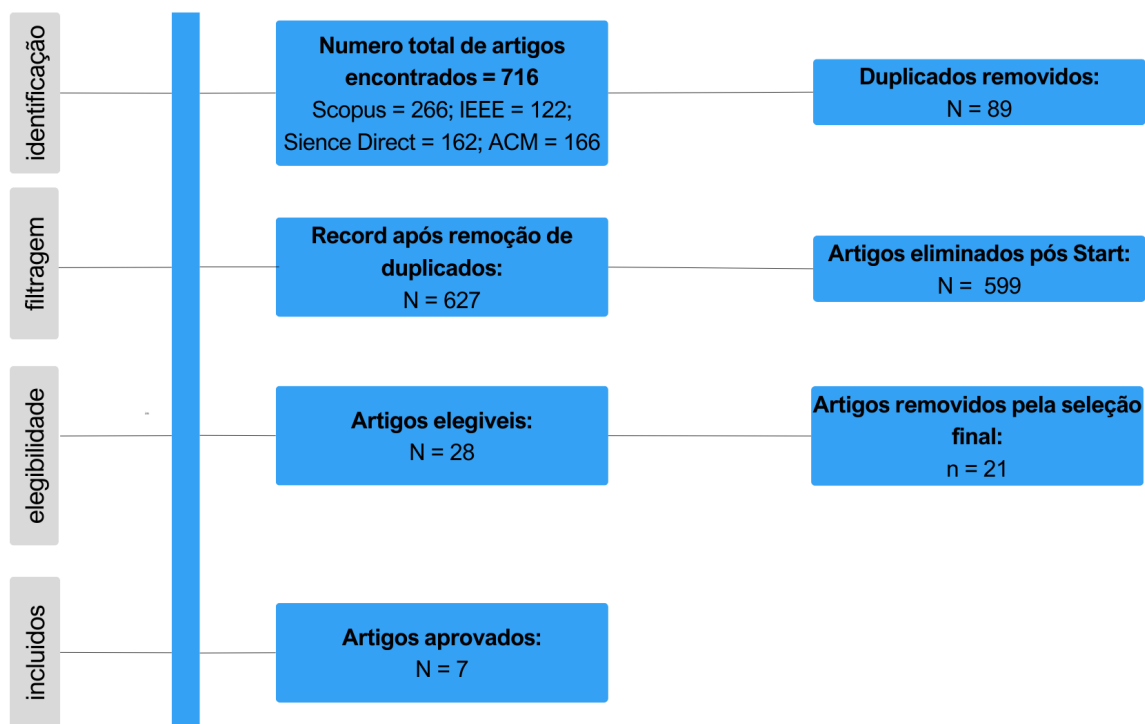 identificação
Numero total de artigos
encontrados = 716
Scopus = 266; IEEE = 122;
Sience Direct = 162; ACM = 166
Duplicados removidos:
N = 89
filtragem
Record após remoção de
duplicados:
N = 627
Artigos eliminados pós Start:
N = 599
elegibilidade
Artigos elegiveis:
N = 28
Artigos removidos pela seleção
final:
n = 21
incluidos
Artigos aprovados:
N = 7